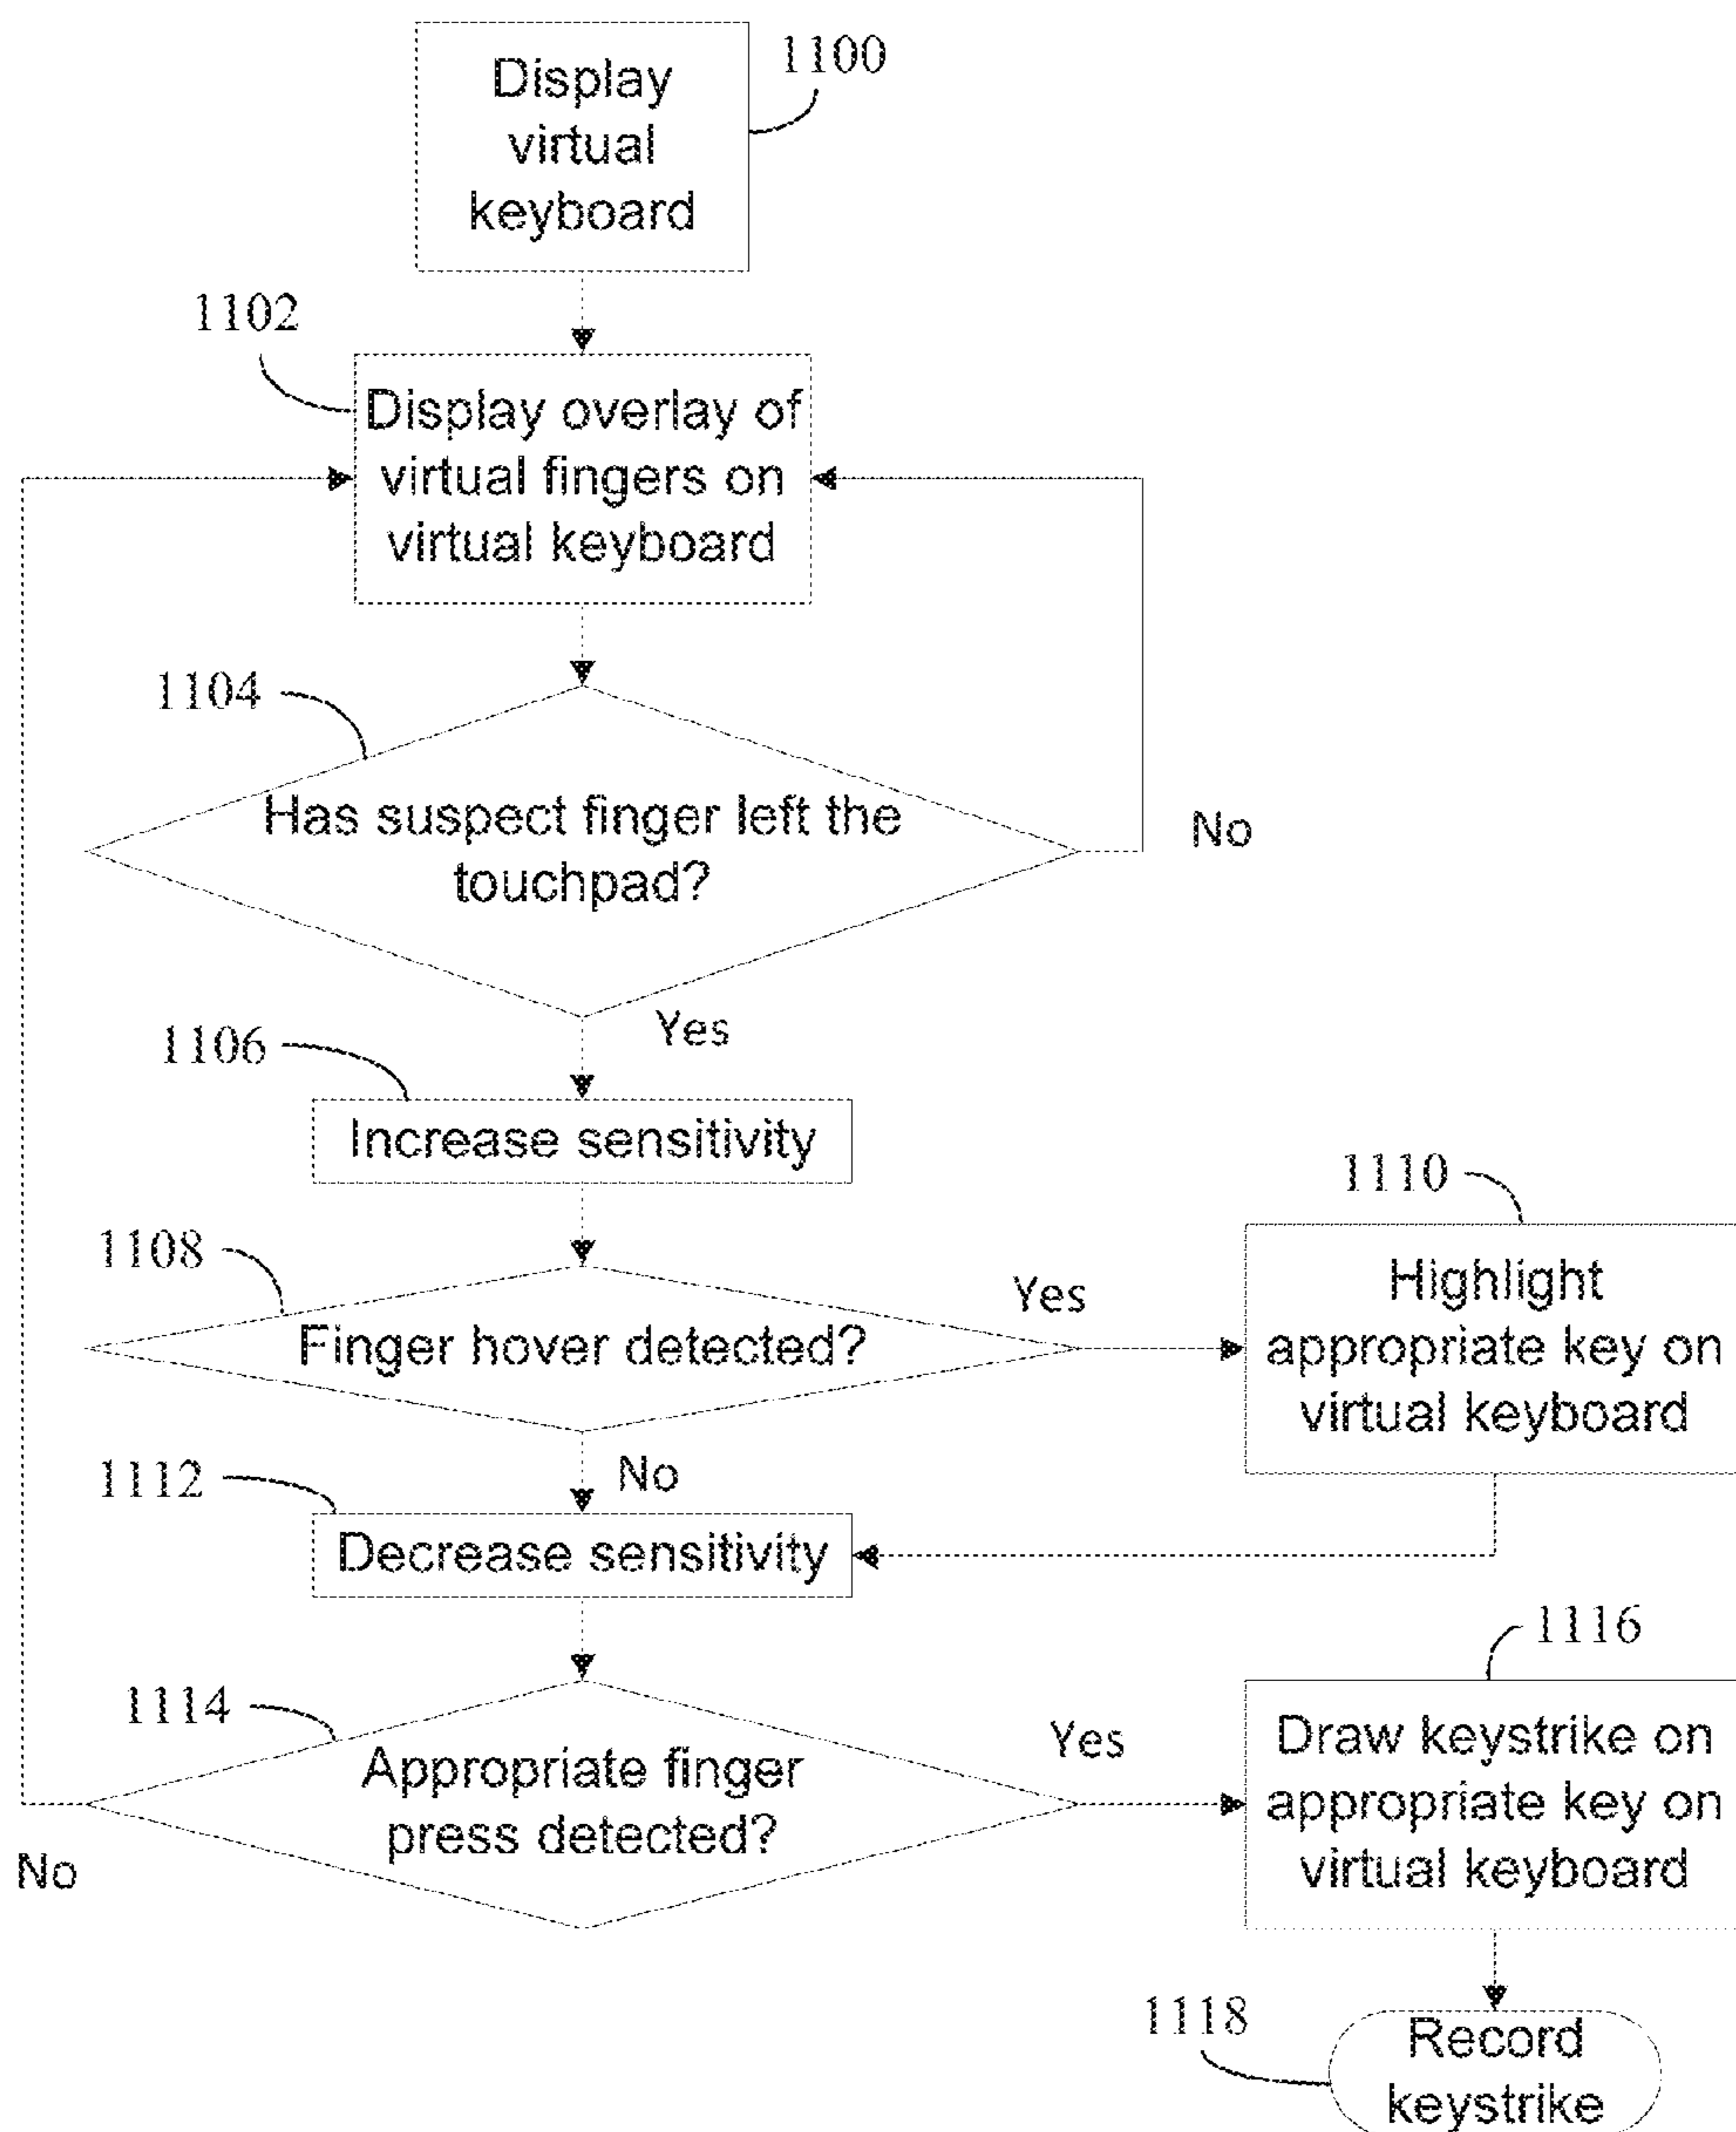 Display
virtual
keyboard
1100
1102
Display overlay of
virtual fingers on
virtual keyboard
1104
Has suspect finger left the
touchpad?
No
Yes
1106
Increase sensitivity
1108
Finger hover detected?
Yes
1110
Highlight
appropriate key on
virtual keyboard
No
1112
Decrease sensitivity
1114
Appropriate finger
press detected?
No
Yes
1116
Draw keystrike on
appropriate key on
virtual keyboard
1118
Record
keystrike